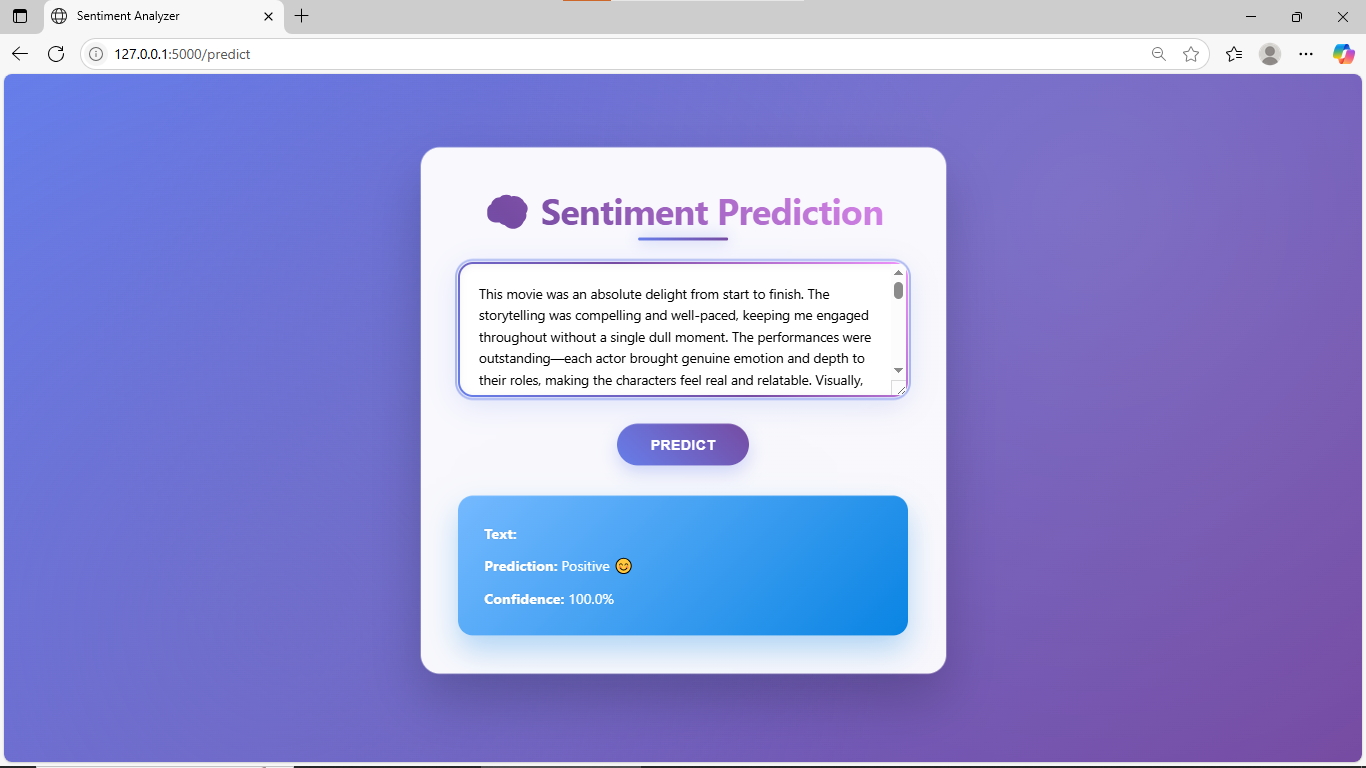 Sentiment Analyzer
127.0.0.1:5000/predict
Sentiment Prediction
This movie was an absolute delight from start to finish. The
storytelling was compelling and well-paced, keeping me engaged
throughout without a single dull moment. The performances were
outstanding—each actor brought genuine emotion and depth to
their roles, making the characters feel real and relatable. Visually,
PREDICT
Text:
Prediction: Positive 😊
Confidence: 100.0%